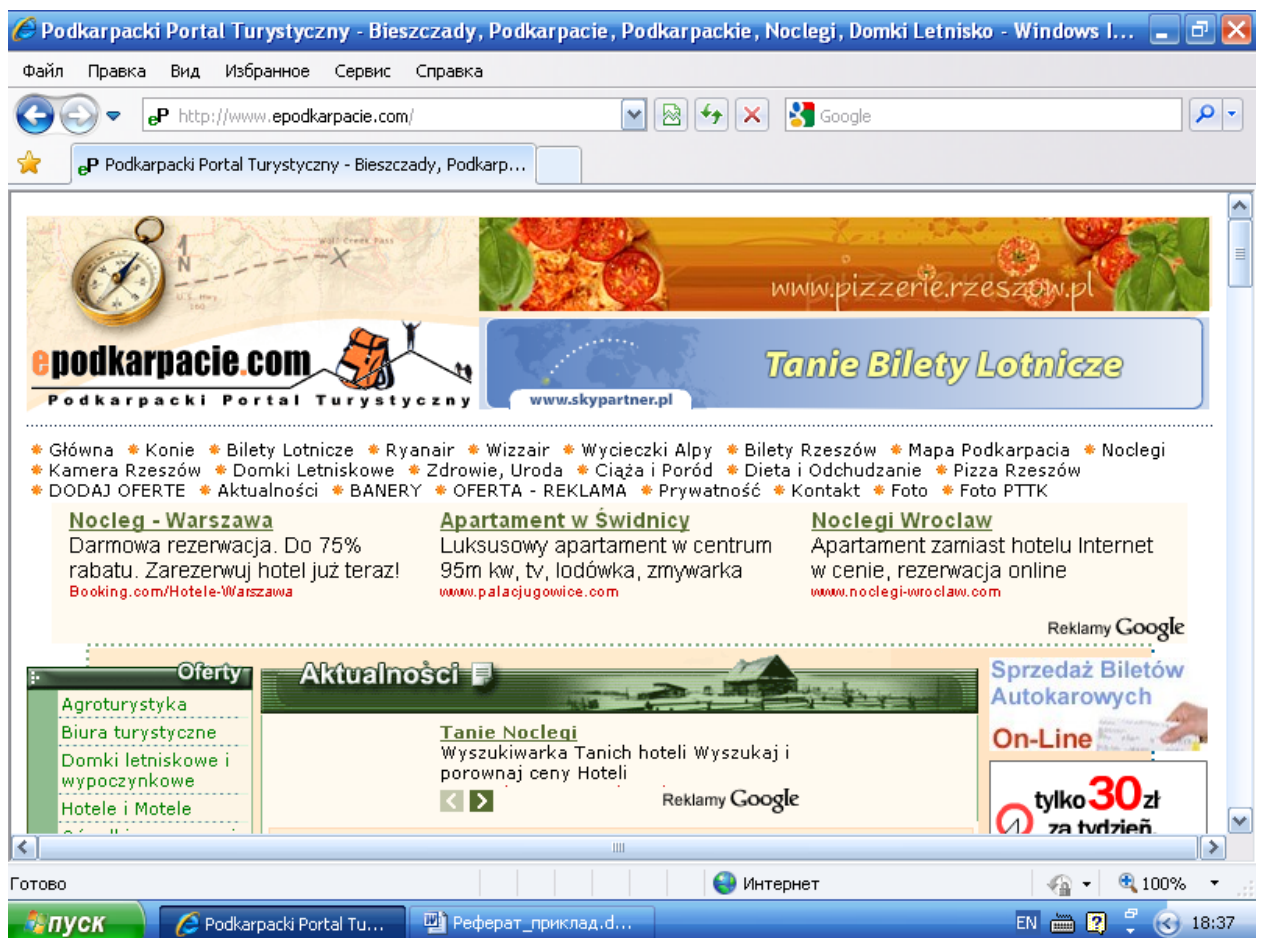 Podkarpacki Portal Turystyczny - Bieszczady, Podkarpacie, Podkarpackie, Noclegi, Domki Letnisko - Windows I...
Файл Правка Вид Избранное Сервис Справка
eP http://www.epodkarpacie.com/
Google
eP Podkarpacki Portal Turystyczny - Bieszczady, Podkarp...
Wolf Creek Pass
N
U.S. Hwy
160
www.pizzerie.rzeszow.pl
epodkarpacie.com
Podkarpacki Portal Turystyczny
Tanie Bilety Lotnicze
www.skypartner.pl
Główna Konie Bilety Lotnicze Ryanair Wizzair Wycieczki Alpy Bilety Rzeszów Mapa Podkarpacia Noclegi
Kamera Rzeszów Domki Letniskowe Zdrowie, Uroda Ciąża i Poród Dieta i Odchudzanie Pizza Rzeszów
DODAJ OFERTE Aktualności BANERY OFERTA - REKLAMA Prywatność Kontakt Foto Foto PTTK
Nocleg - Warszawa
Darmowa rezerwacja. Do 75%
rabatu. Zarezerwuj hotel już teraz!
Booking.com/Hotele-Warszawa
Apartament w Świdnicy
Luksusowy apartament w centrum
95m kw, tv, lodówka, zmywarka
www.palacjugowice.com
Noclegi Wroclaw
Apartament zamiast hotelu Internet
w cenie, rezerwacja online
www.noclegi-wroclaw.com
Reklamy Google
Oferty
Agroturystyka
Biura turystyczne
Domki letniskowe i
wypoczynkowe
Hotele i Motele
Aktualności
Tanie Noclegi
Wyszukiwarka Tanich hoteli Wyszukaj i
porownaj ceny Hoteli
Reklamy Google
Sprzedaż Biletów
Autokarowych
On-Line
tylko 30 zł
za tydzień.
Готово
Интернет
100%
пуск
Podkarpacki Portal Tu...
Реферат_приклад.d...
EN
18:37